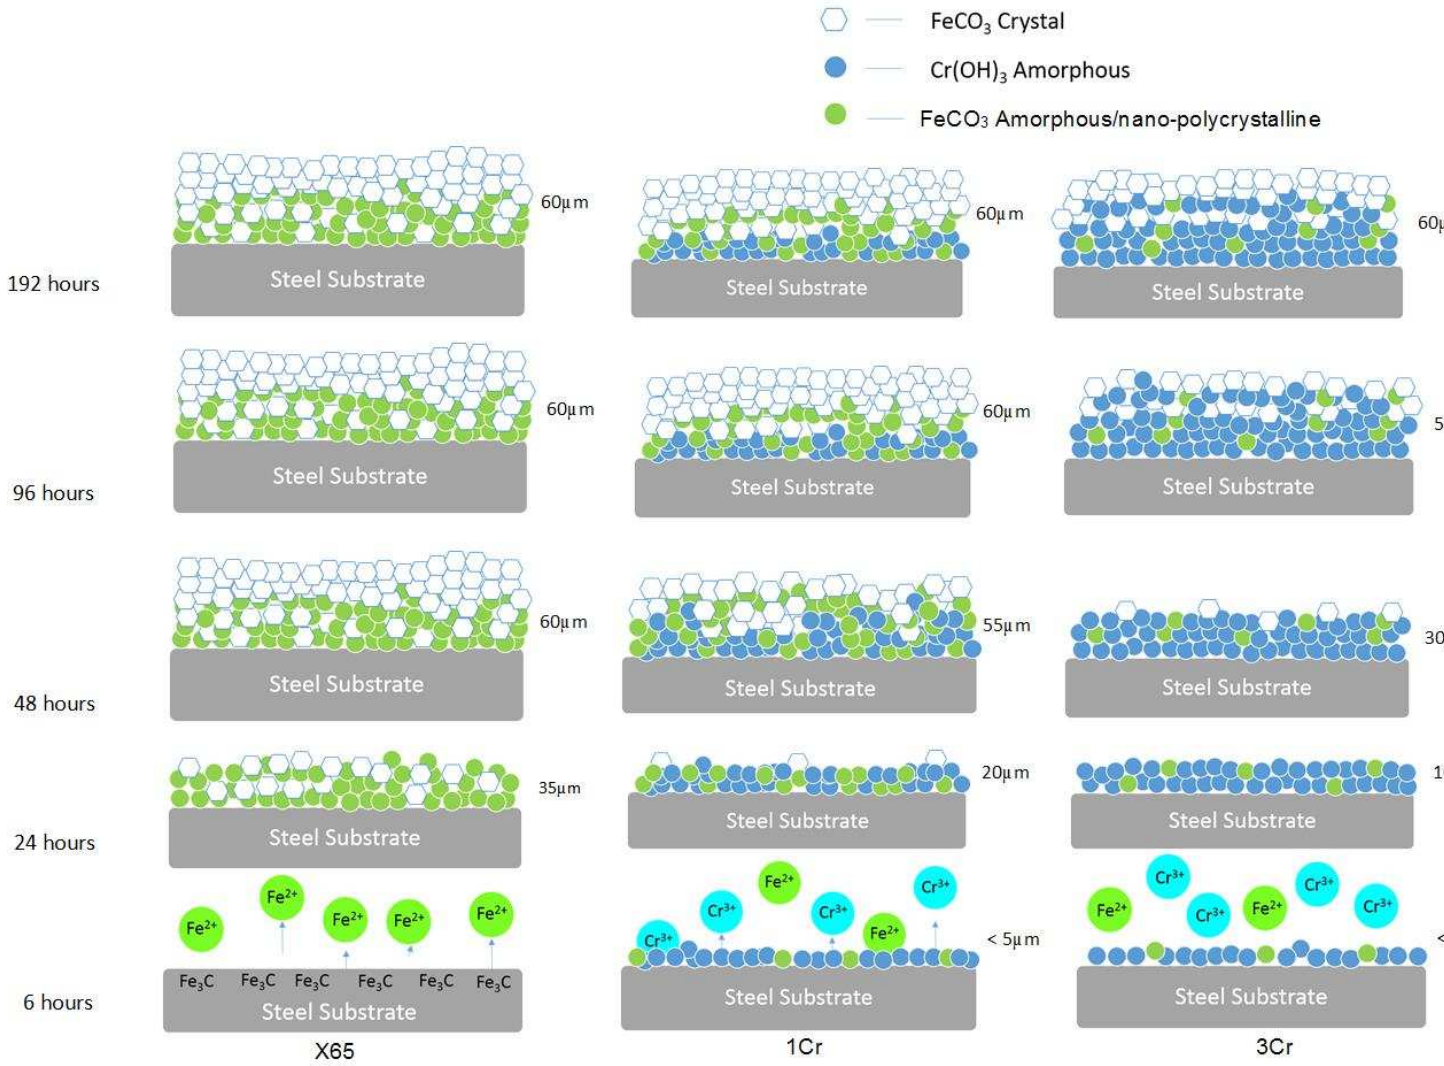 FeCO₃ Crystal
Cr(OH)₃ Amorphous
FeCO₃ Amorphous/nano-polycrystalline
60μm
60μm
60μ
192 hours
Steel Substrate
Steel Substrate
Steel Substrate
60μm
60μm
5
96 hours
Steel Substrate
Steel Substrate
Steel Substrate
60μm
55μm
30
48 hours
Steel Substrate
Steel Substrate
Steel Substrate
35μm
20μm
1
24 hours
Steel Substrate
Steel Substrate
Steel Substrate
Fe²⁺ Fe²⁺ Fe²⁺ Fe²⁺ Fe²⁺
Cr³⁺ Cr³⁺ Fe²⁺ Cr³⁺ Fe²⁺ Cr³⁺
Fe²⁺ Cr³⁺ Cr³⁺ Fe²⁺ Cr³⁺ Cr³⁺
< 5μm
<
Fe₃C Fe₃C Fe₃C Fe₃C Fe₃C Fe₃C
6 hours
Steel Substrate
Steel Substrate
Steel Substrate
X65
1Cr
3Cr